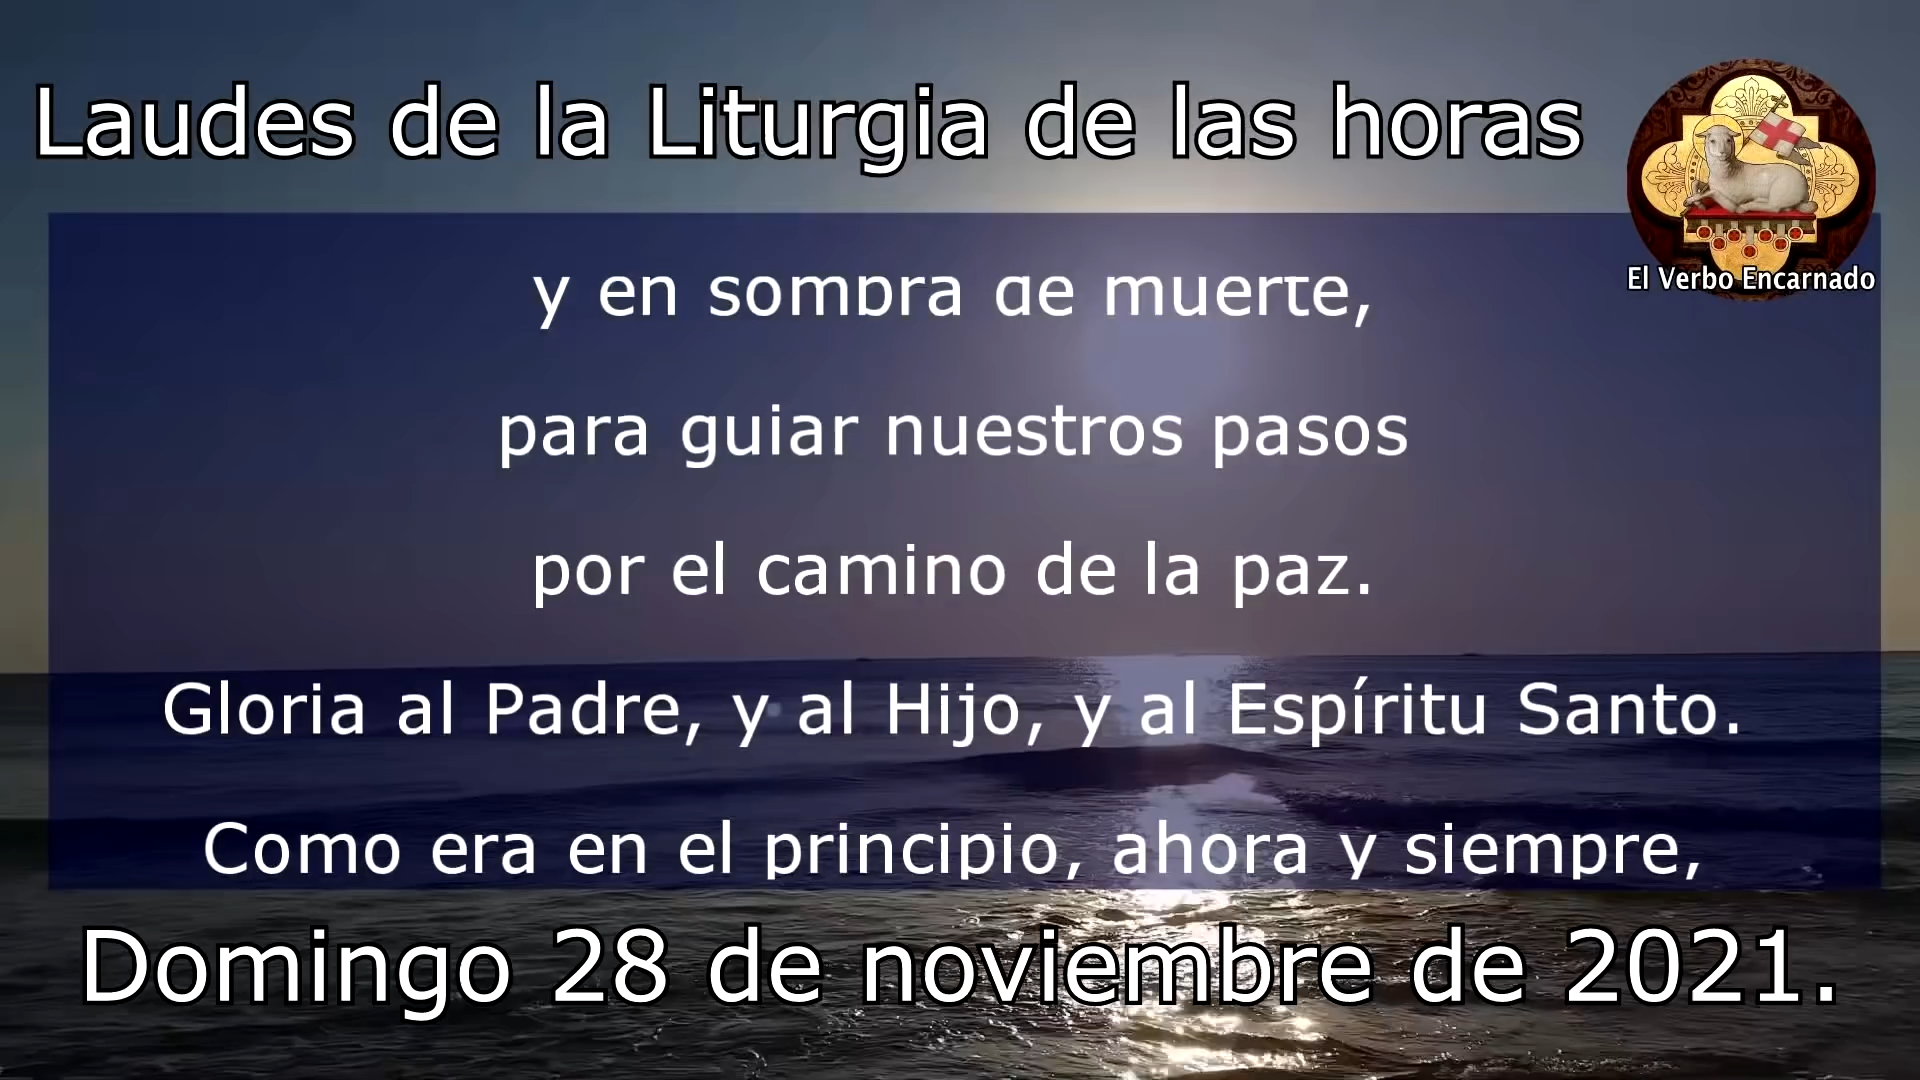 Laudes de la Liturgia de las horas
El Verbo Encarnado
y en sombra de muerte,
para guiar nuestros pasos
por el camino de la paz.
Gloria al Padre, y al Hijo, y al Espíritu Santo.
Como era en el principio, ahora y siempre,
Domingo 28 de noviembre de 2021.